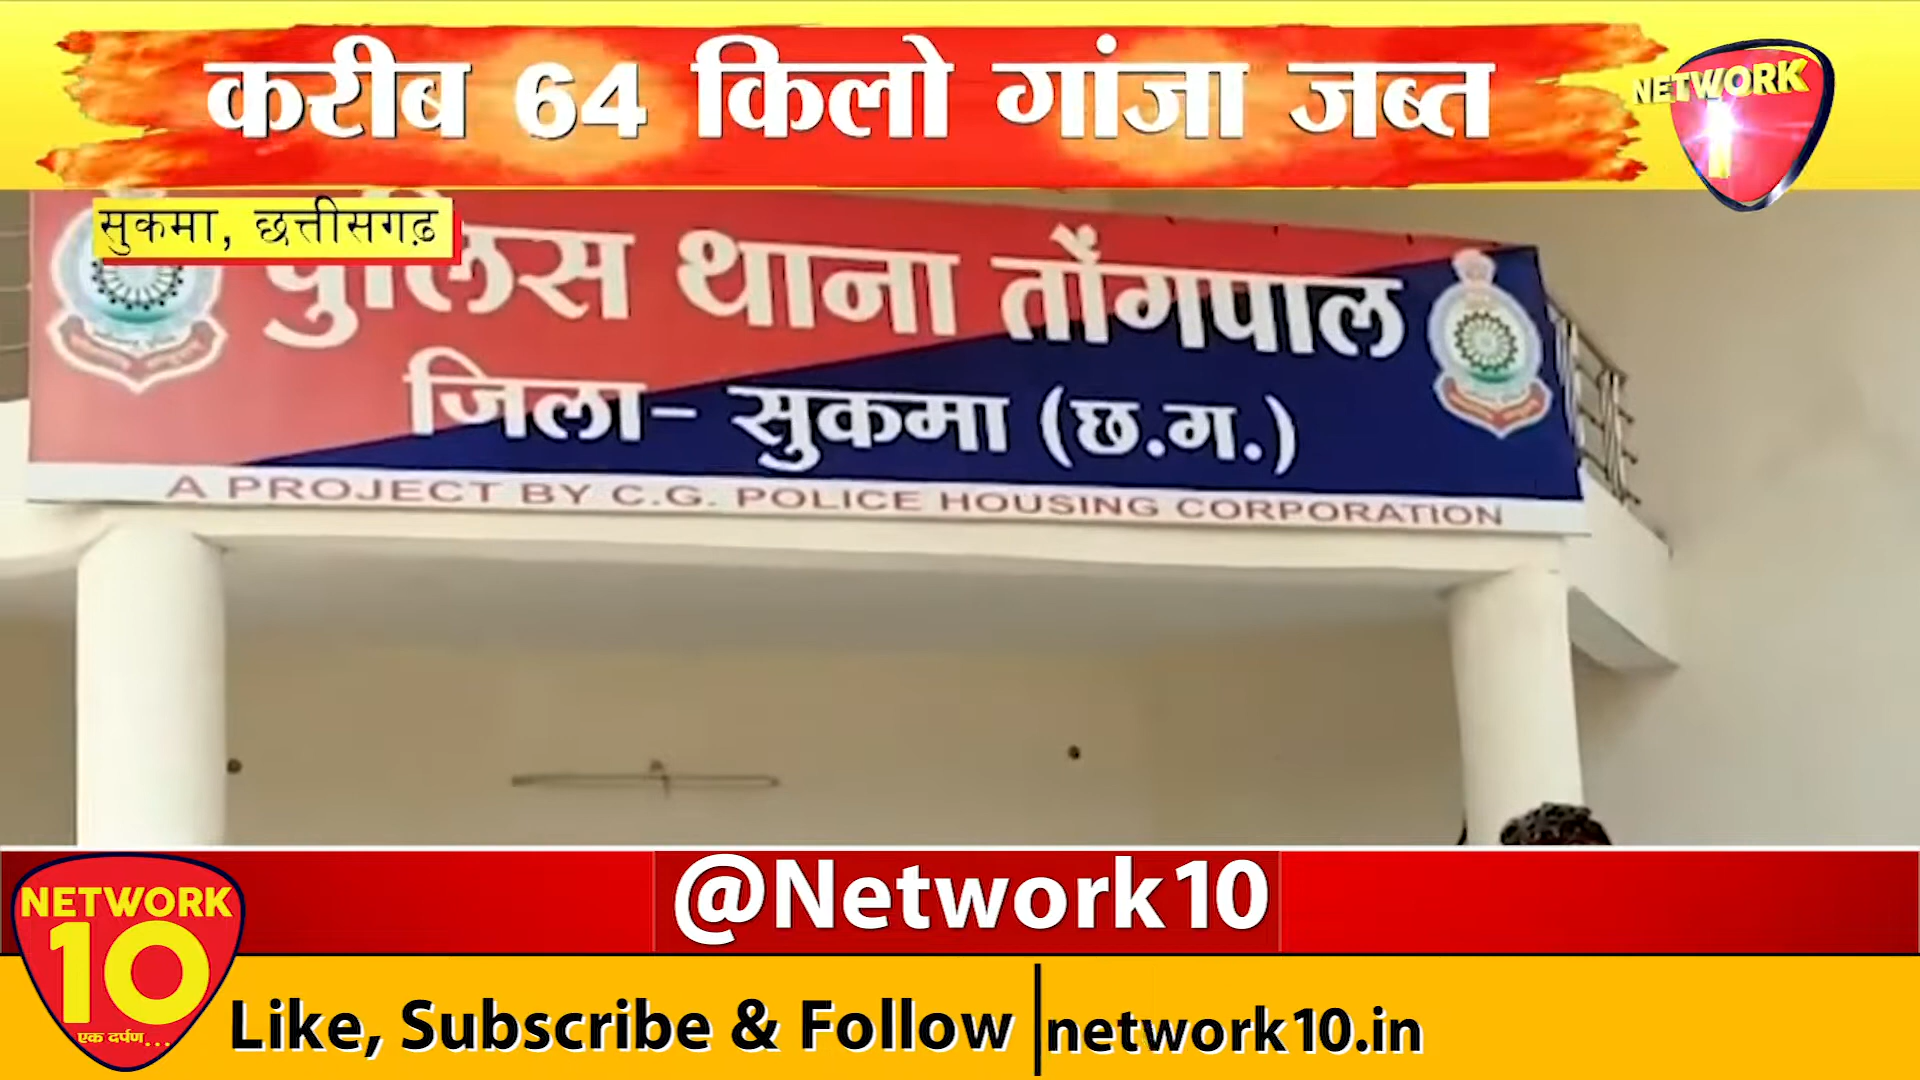 करीब 64 किलो गांजा जब्त
NETWORK
1
सुकमा, छत्तीसगढ़
पुलिस थाना तोंगपाल
जिला- सुकमा (छ.ग.)
A PROJECT BY C.G. POLICE HOUSING CORPORATION
@Network10
NETWORK
10
एक दर्पण...
Like, Subscribe & Follow
network10.in